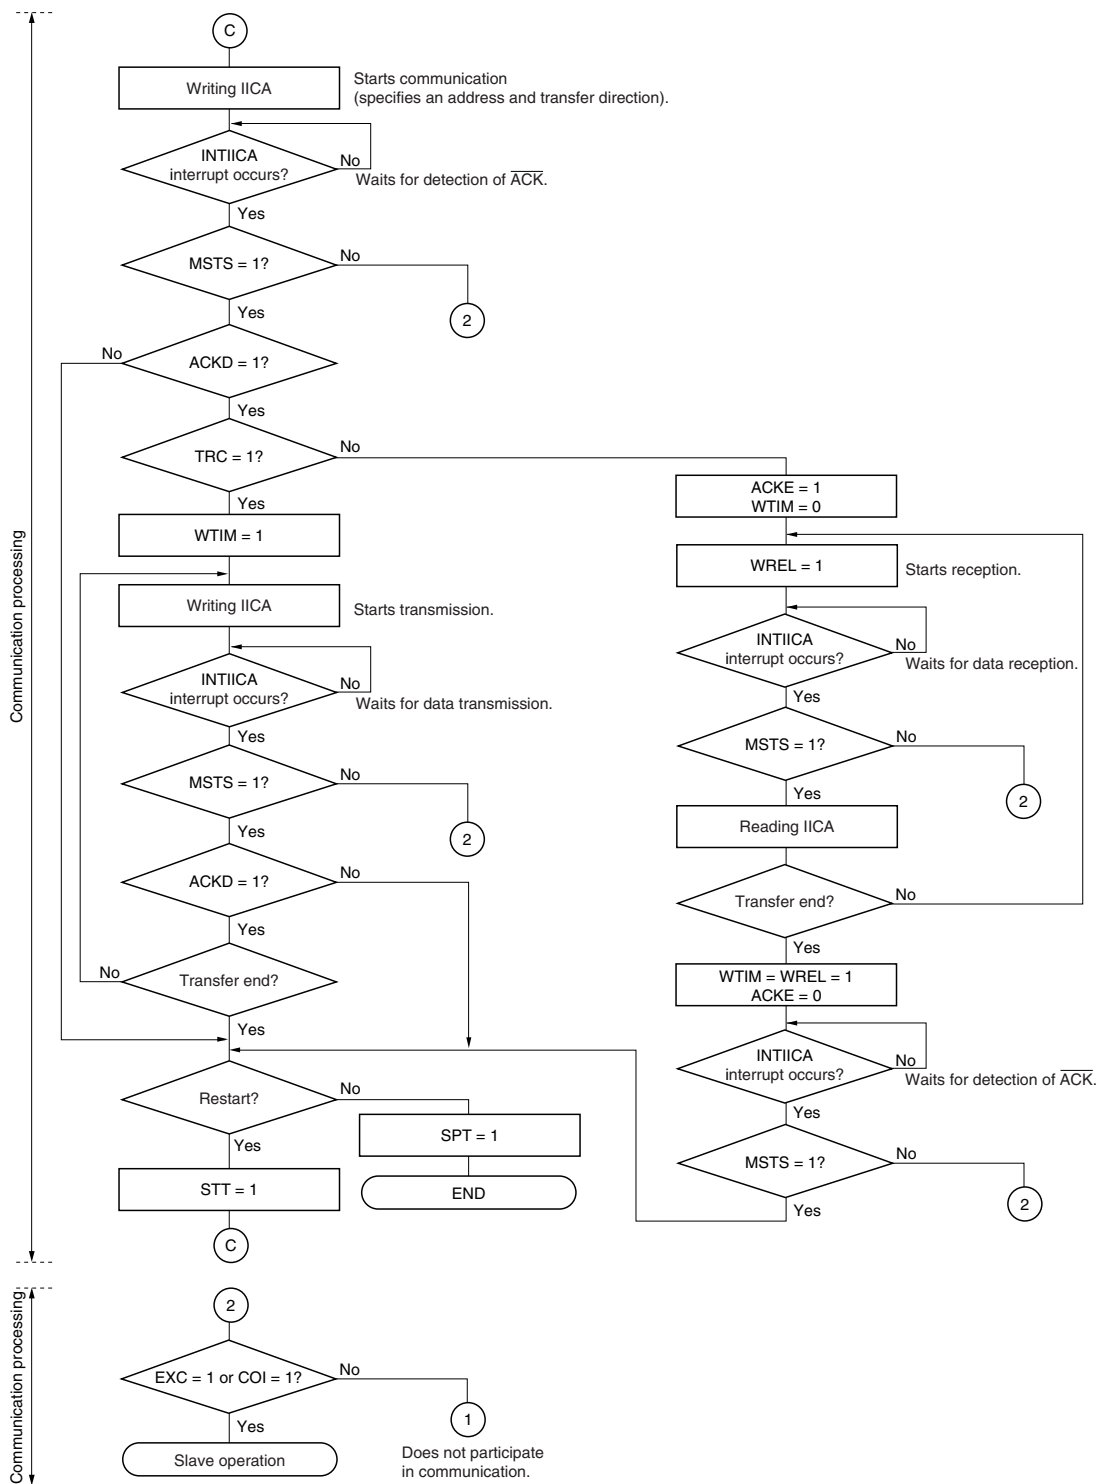 C
Writing IICA
Starts communication
(specifies an address and transfer direction).
INTIICA
interrupt occurs?
No
Waits for detection of A̅C̅K̅.
Yes
MSTS = 1?
No
2
Yes
No
ACKD = 1?
Yes
TRC = 1?
No
Yes
WTIM = 1
Writing IICA
Starts transmission.
INTIICA
interrupt occurs?
No
Waits for data transmission.
Yes
MSTS = 1?
No
2
Yes
ACKD = 1?
No
Yes
No
Transfer end?
Yes
Restart?
No
SPT = 1
END
Yes
STT = 1
C
ACKE = 1
WTIM = 0
WREL = 1
Starts reception.
INTIICA
interrupt occurs?
No
Waits for data reception.
Yes
MSTS = 1?
No
2
Yes
Reading IICA
Transfer end?
No
Yes
WTIM = WREL = 1
ACKE = 0
INTIICA
interrupt occurs?
No
Waits for detection of A̅C̅K̅.
Yes
MSTS = 1?
No
2
Yes
Communication processing
2
EXC = 1 or COI = 1?
No
1
Does not participate
in communication.
Yes
Slave operation
Communication processing